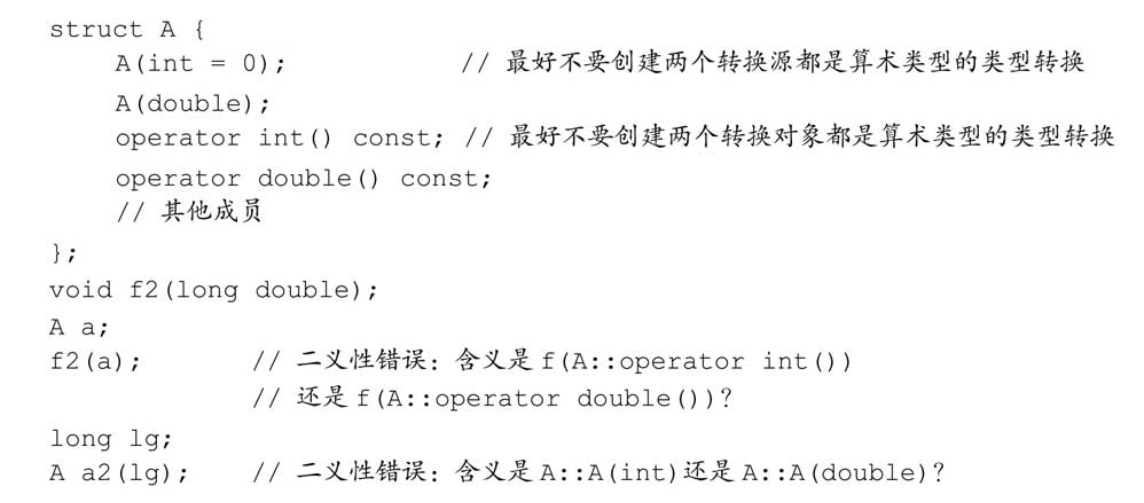 struct A {
    A(int = 0);            // 最好不要创建两个转换源都是算术类型的类型转换
    A(double);
    operator int() const; // 最好不要创建两个转换对象都是算术类型的类型转换
    operator double() const;
    // 其他成员
};
void f2(long double);
A a;
f2(a);        // 二义性错误：含义是f(A::operator int())
              // 还是f(A::operator double())？
long lg;
A a2(lg);     // 二义性错误：含义是A::A(int)还是A::A(double)？